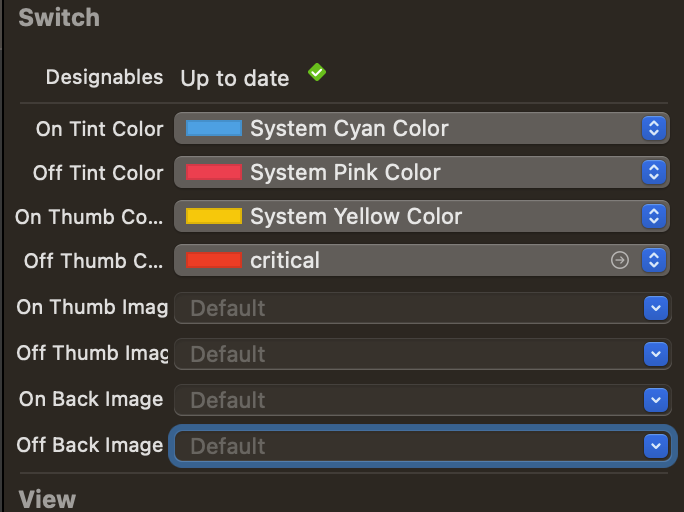 Switch
Designables Up to date
On Tint Color System Cyan Color
Off Tint Color System Pink Color
On Thumb Co... System Yellow Color
Off Thumb C... critical
On Thumb Imag Default
Off Thumb Imag Default
On Back Image Default
Off Back Image Default
View